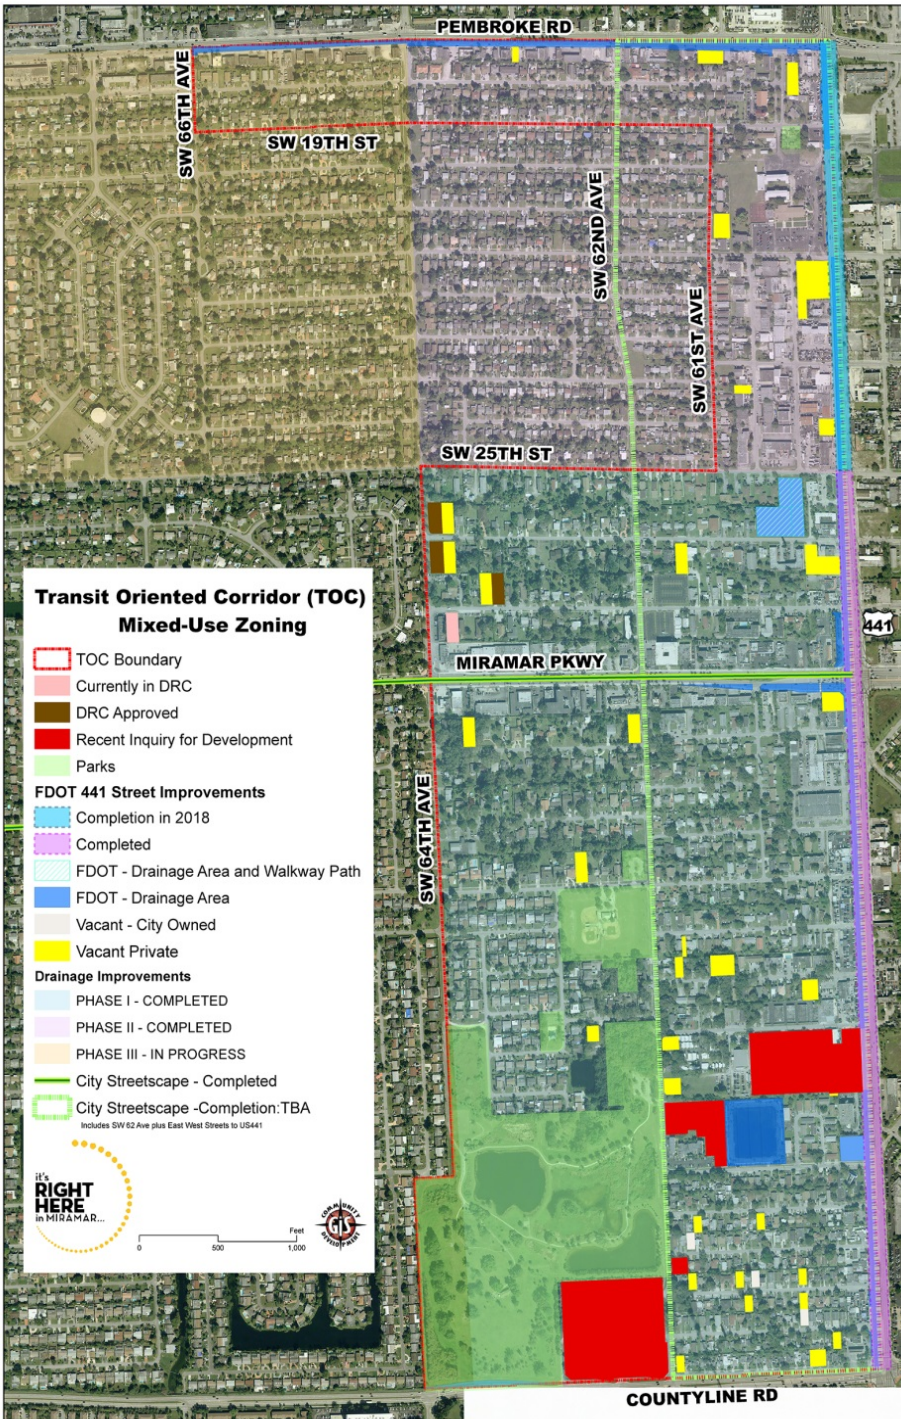 PEMBROKE RD
SW 66TH AVE
SW 19TH ST
SW 62ND AVE
SW 61ST AVE
SW 25TH ST
441
MIRAMAR PKWY
SW 64TH AVE
COUNTYLINE RD
Transit Oriented Corridor (TOC)
Mixed-Use Zoning
TOC Boundary
Currently in DRC
DRC Approved
Recent Inquiry for Development
Parks
FDOT 441 Street Improvements
Completion in 2018
Completed
FDOT - Drainage Area and Walkway Path
FDOT - Drainage Area
Vacant - City Owned
Vacant Private
Drainage Improvements
PHASE I - COMPLETED
PHASE II - COMPLETED
PHASE III - IN PROGRESS
City Streetscape - Completed
City Streetscape -Completion:TBA
Includes SW 62 Ave plus East West Streets to US441
it's
RIGHT
HERE
in MIRAMAR...
Feet
0 500 1,000
COMMUNITY
GIS
DEVELOPMENT